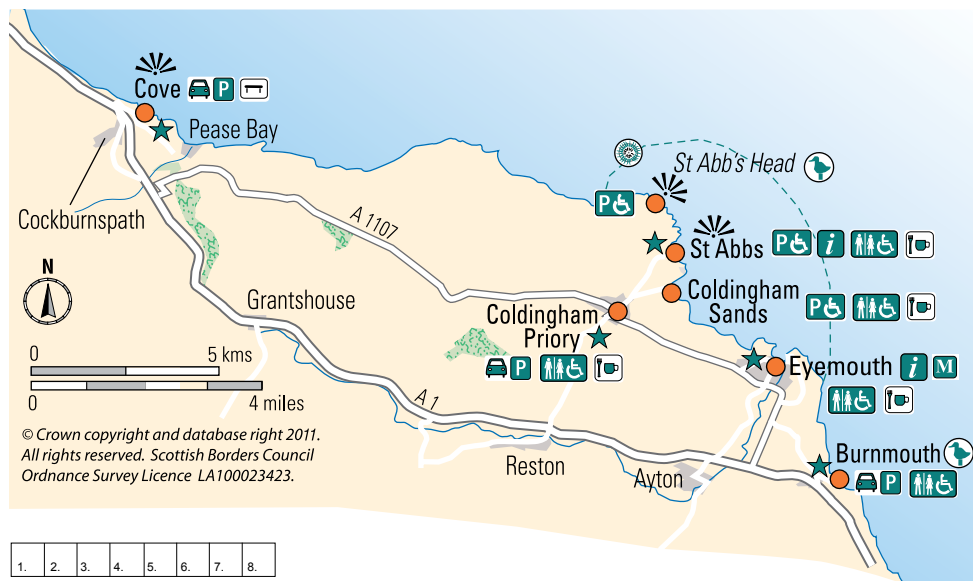 Cove
P
Pease Bay
Cockburnspath
St Abb's Head
P
A 1107
St Abbs
P
i
N
Grantshouse
Coldingham
Sands
P
Coldingham
Priory
P
0 5 kms
0 4 miles
Eyemouth
i
M
A 1
© Crown copyright and database right 2011.
All rights reserved. Scottish Borders Council
Ordnance Survey Licence LA100023423.
Reston
Ayton
Burnmouth
P
1. 2. 3. 4. 5. 6. 7. 8.